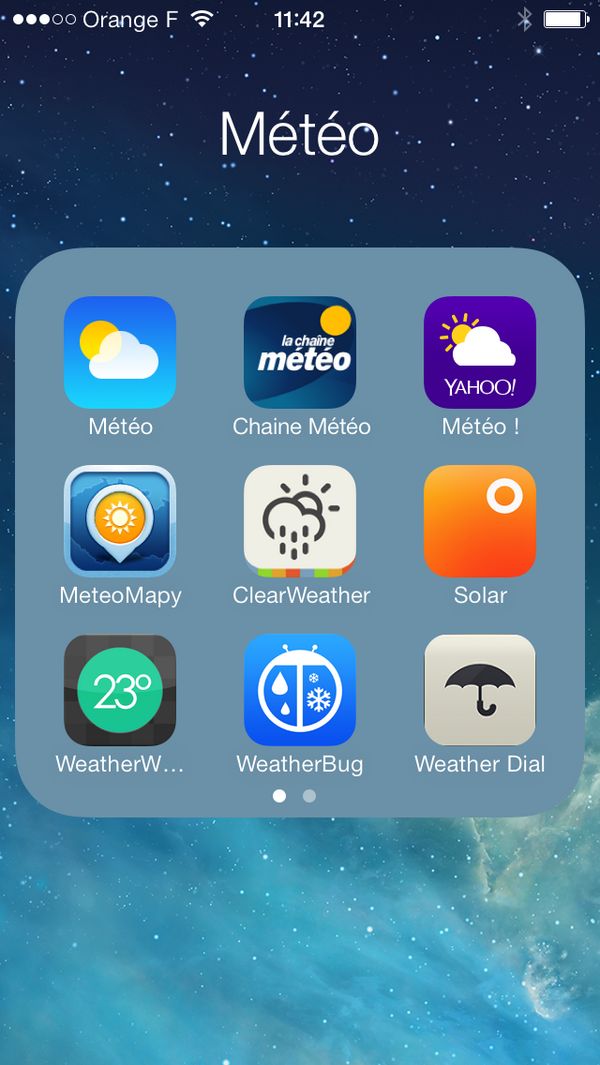 Orange F 11:42
Météo
la chaîne
météo
YAHOO!
Météo
Chaine Météo
Météo !
MeteoMapy
ClearWeather
Solar
23°
WeatherW...
WeatherBug
Weather Dial